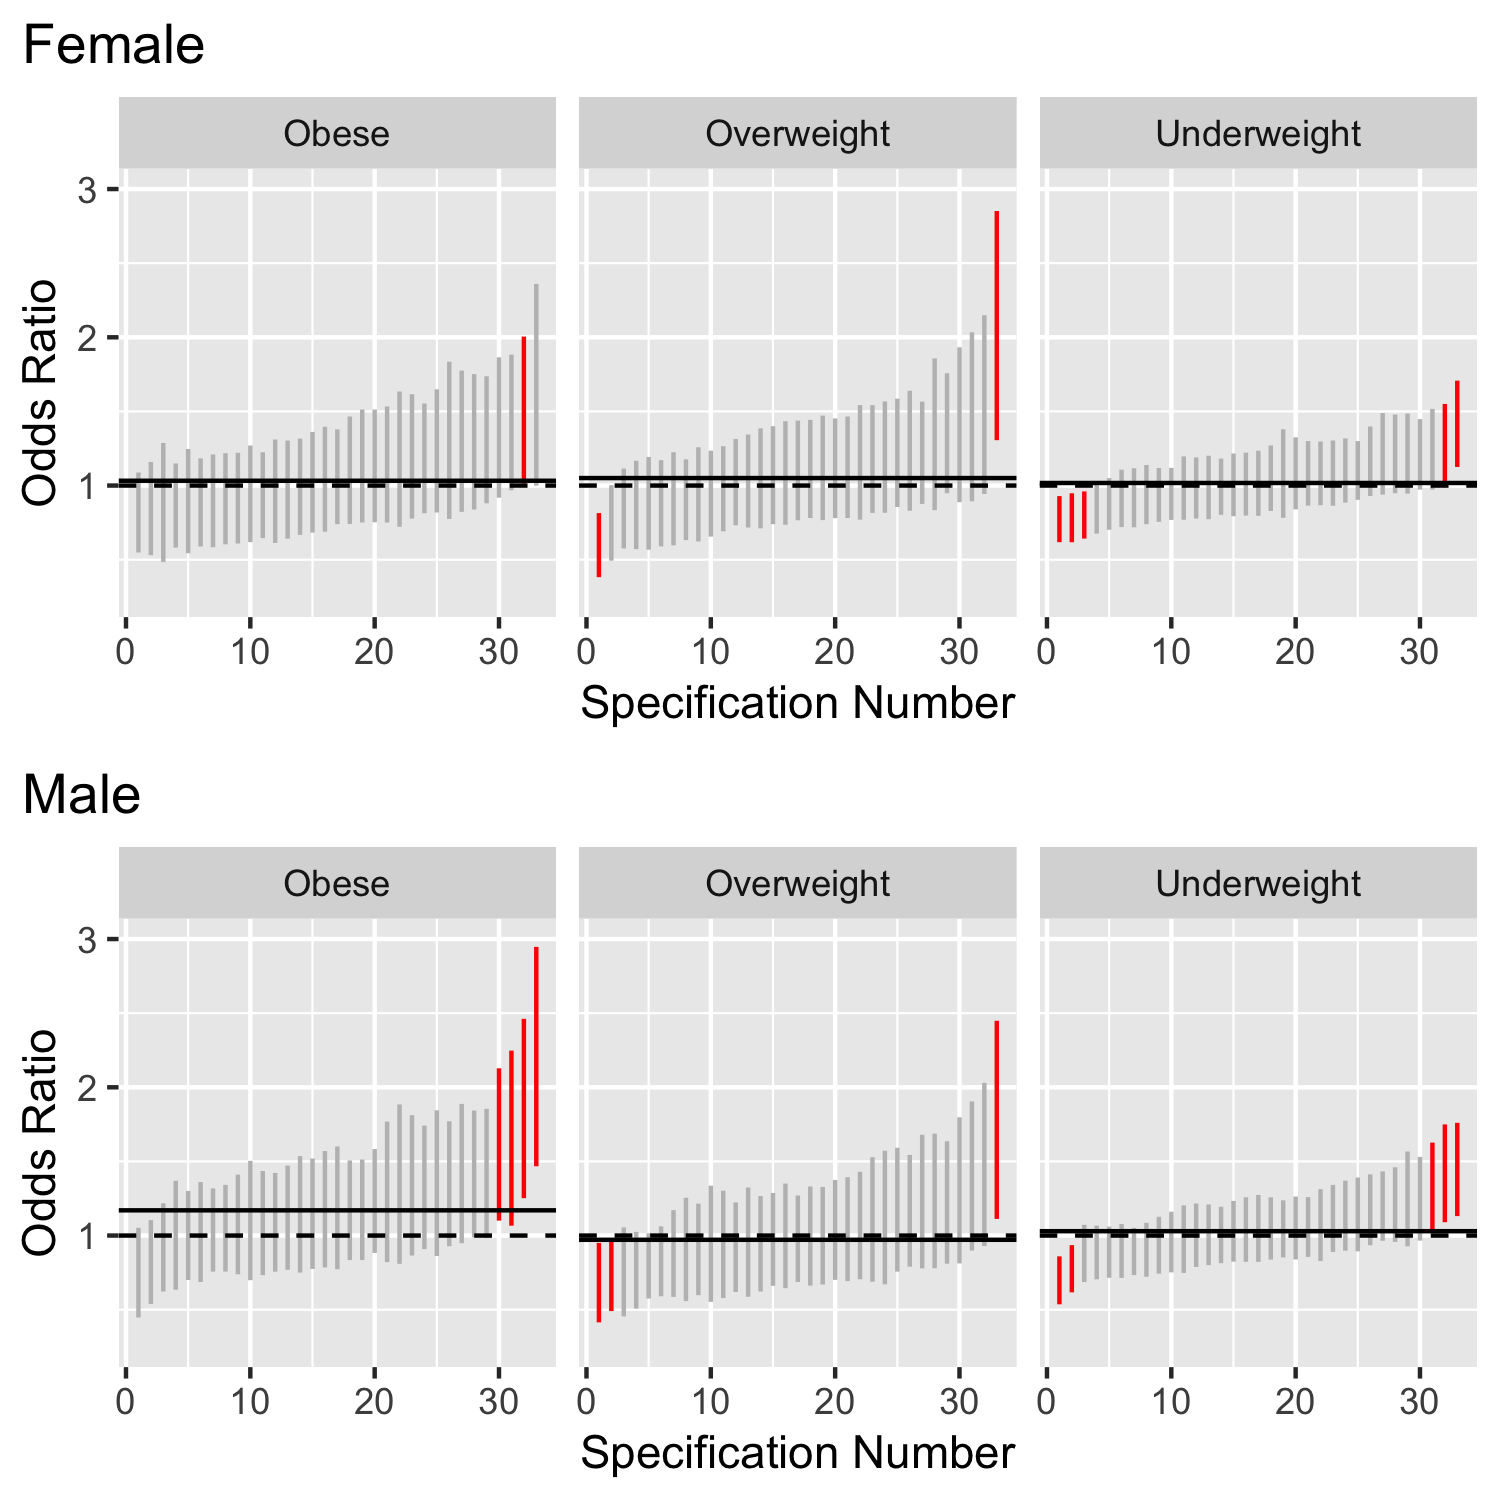 Female
Obese Overweight Underweight
3
2
1
Odds Ratio
0 10 20 30 0 10 20 30 0 10 20 30
Specification Number
Male
Obese Overweight Underweight
3
2
1
Odds Ratio
0 10 20 30 0 10 20 30 0 10 20 30
Specification Number